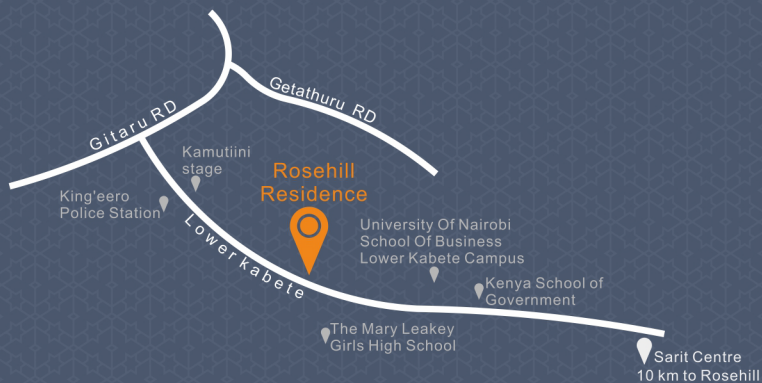 Getathuru RD
Gitaru RD
Kamutiini
stage
King'eero
Police Station
Rosehill
Residence
Lower kabete
University Of Nairobi
School Of Business
Lower Kabete Campus
Kenya School of
Government
The Mary Leakey
Girls High School
Sarit Centre
10 km to Rosehill